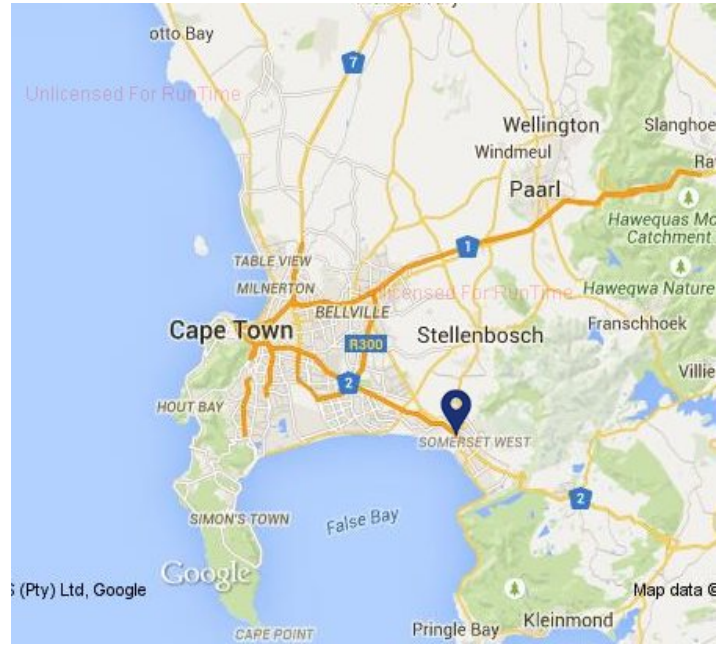 otto Bay
7
Unlicensed For RunTime
Wellington
Slanghoe
Windmeul
Ra
Paarl
Hawequas Mo
Catchment
1
TABLE VIEW
MILNERTON
Unlicensed For RunTime
Haweqwa Nature
BELLVILLE
Cape Town
Stellenbosch
Franschhoek
R300
Villie
2
HOUT BAY
SOMERSET WEST
2
SIMON'S TOWN
False Bay
Google
S (Pty) Ltd, Google
Map data ©
CAPE POINT
Pringle Bay
Kleinmond